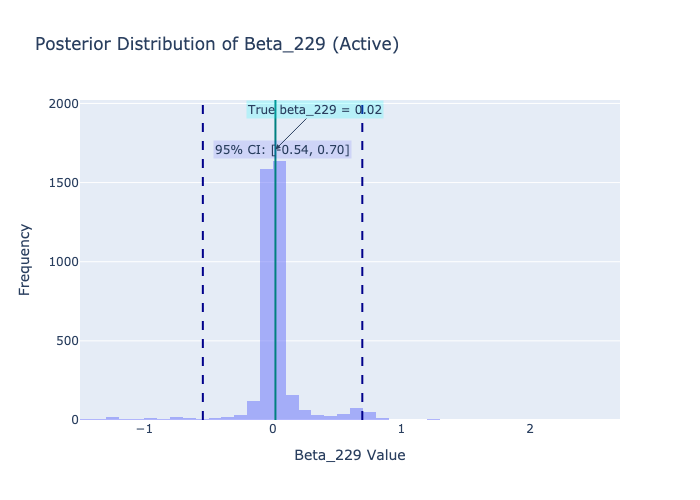 Posterior Distribution of Beta_229 (Active)
True beta_229 = 0.02
95% CI: [-0.54, 0.70]
2000
1500
1000
500
0
Frequency
−1
0
1
2
Beta_229 Value